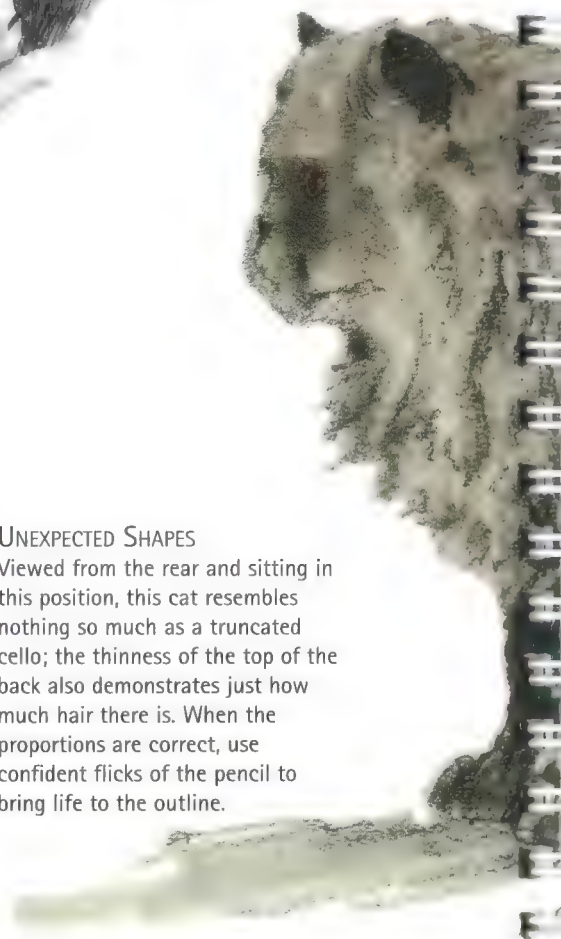 UNEXPECTED SHAPES
Viewed from the rear and sitting in
this position, this cat resembles
nothing so much as a truncated
cello; the thinness of the top of the
back also demonstrates just how
much hair there is. When the
proportions are correct, use
confident flicks of the pencil to
bring life to the outline.